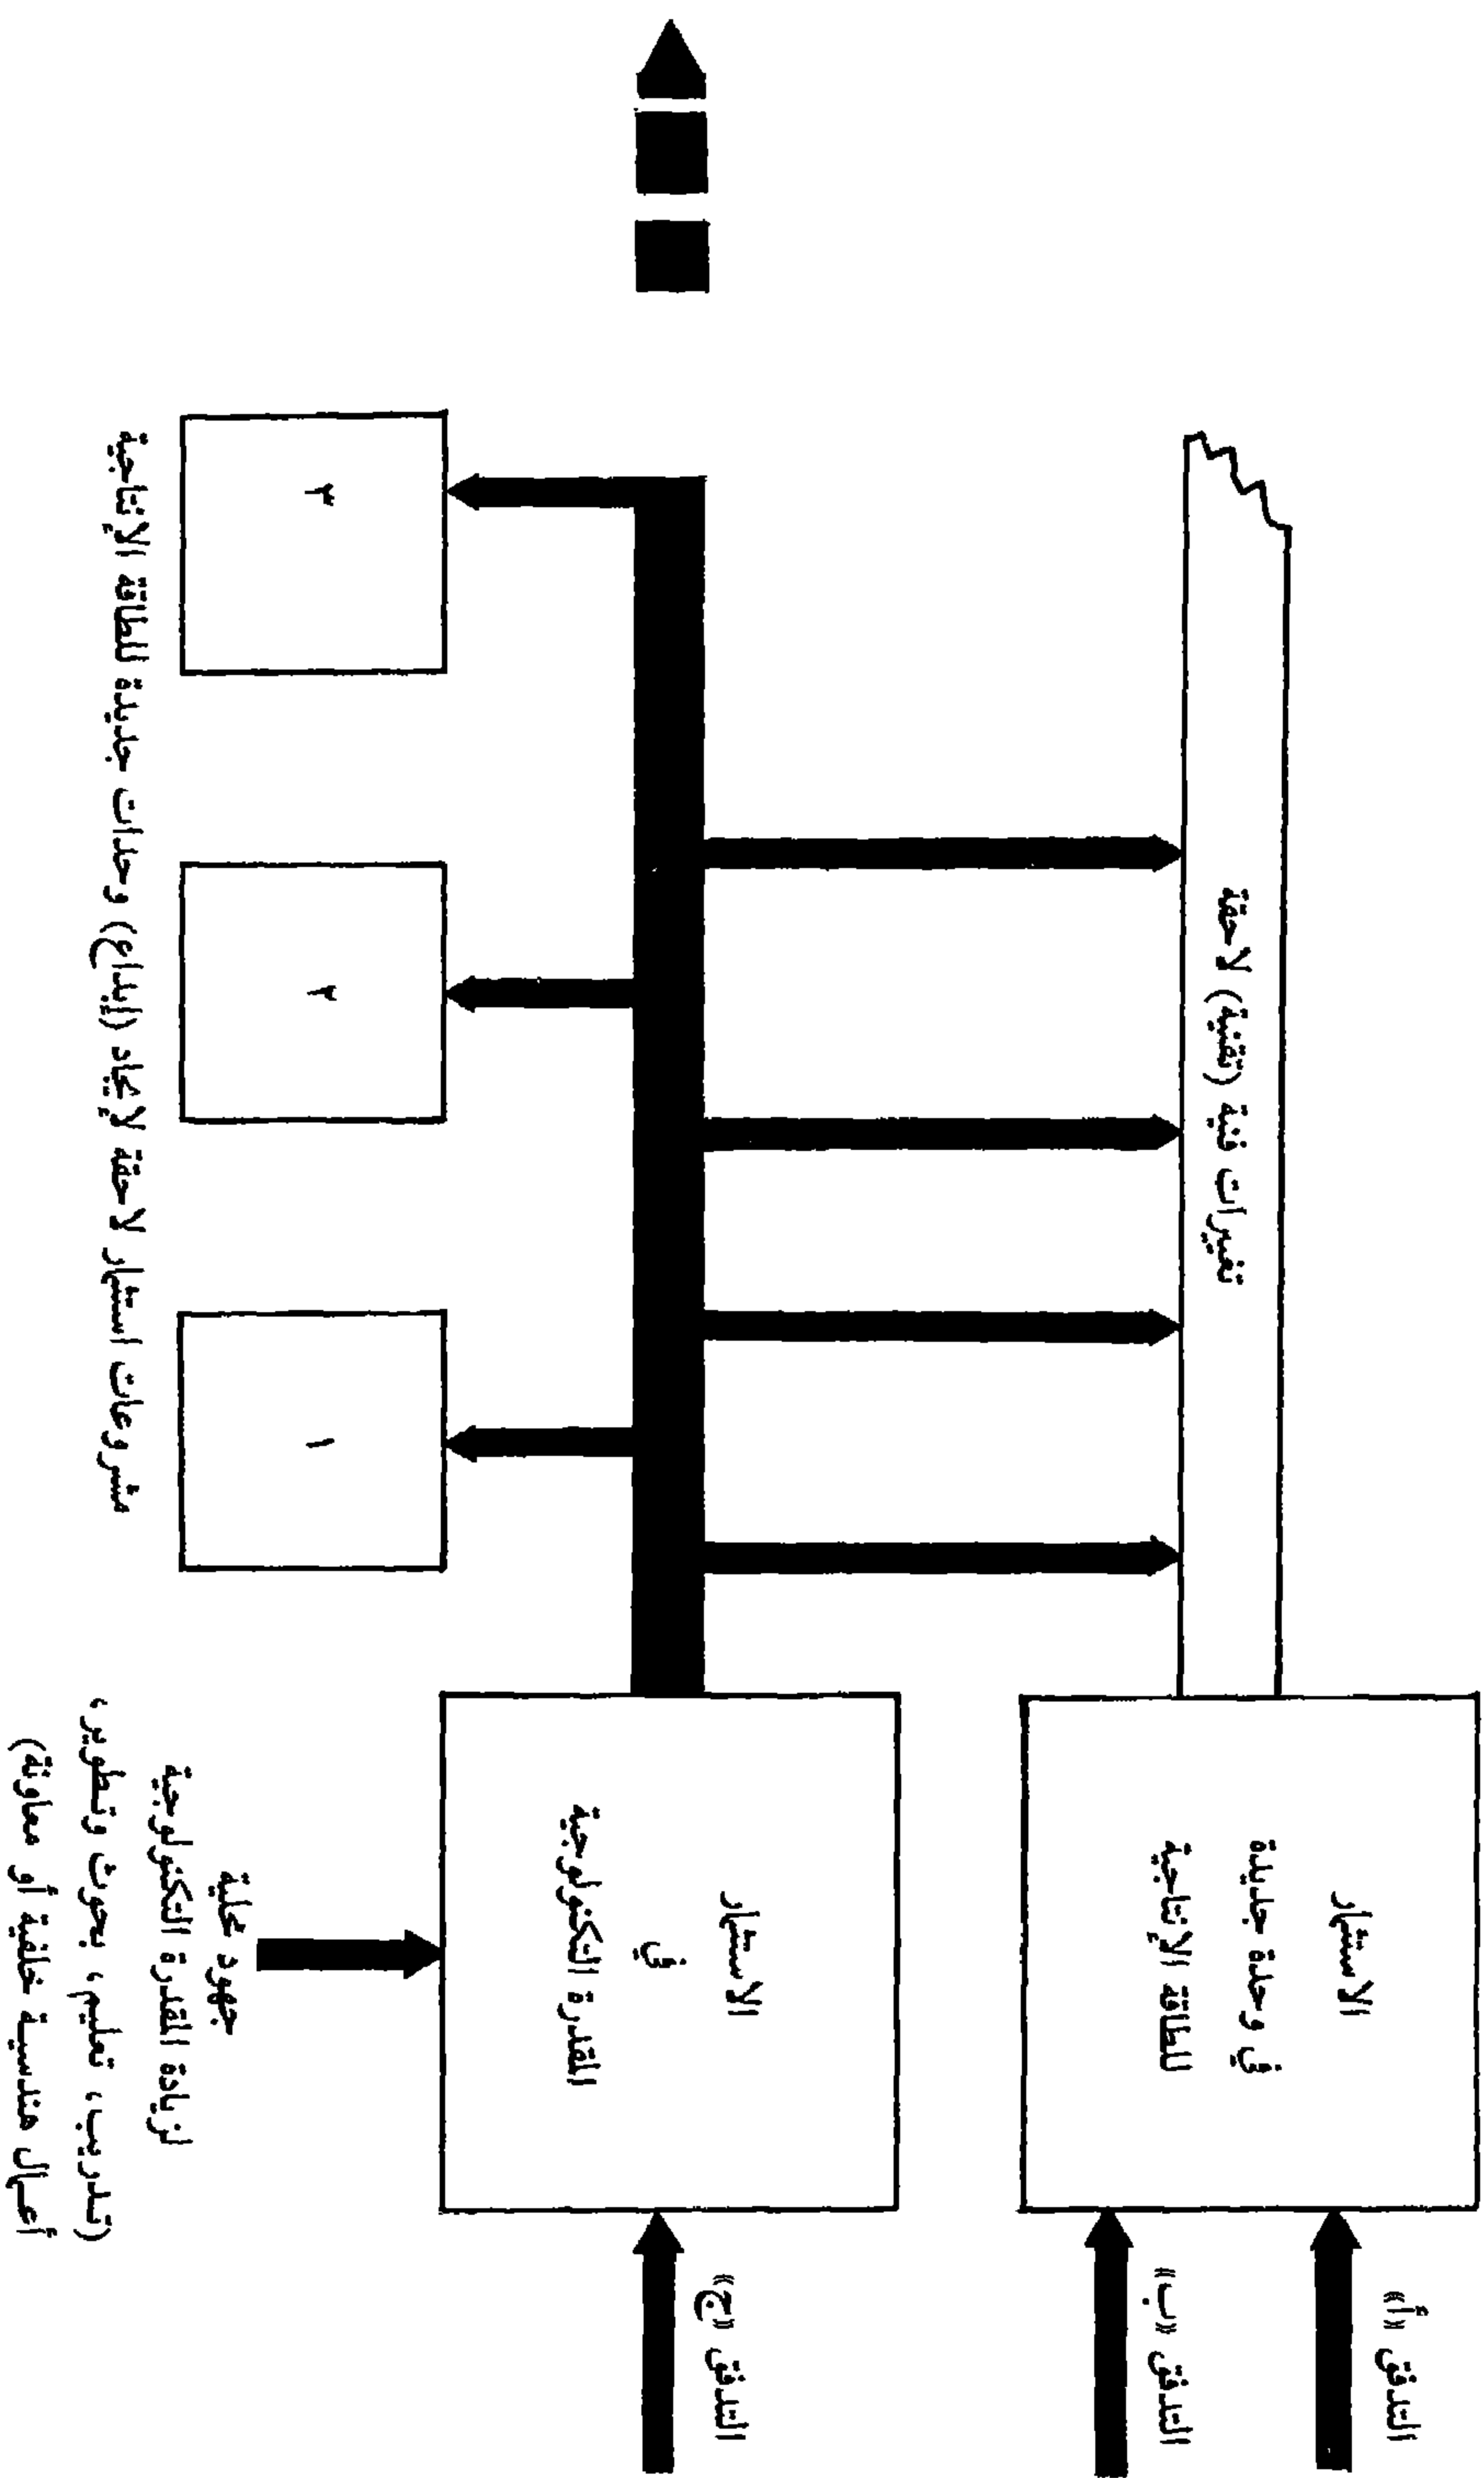 التدفق «أ»
التدفق «ب»
التدفق «ج»
الاستثمار
في وحدة جديدة
للطاقة الإنتاجية
الاستثمار
في
القدرة التكنولوجية
تغيرات فنية (تقنية) لاحقة
١
٢
٣
مشروعات استثمار لاحقة لإيجاد (إبداع) وحدات جديدة للطاقة الإنتاجية
جهود محلية
لزيادة القدرة التكنولوجية
(تدريب، تعليم، بحوث وتطوير،
أعمال هندسية خلفية أو معاونة)